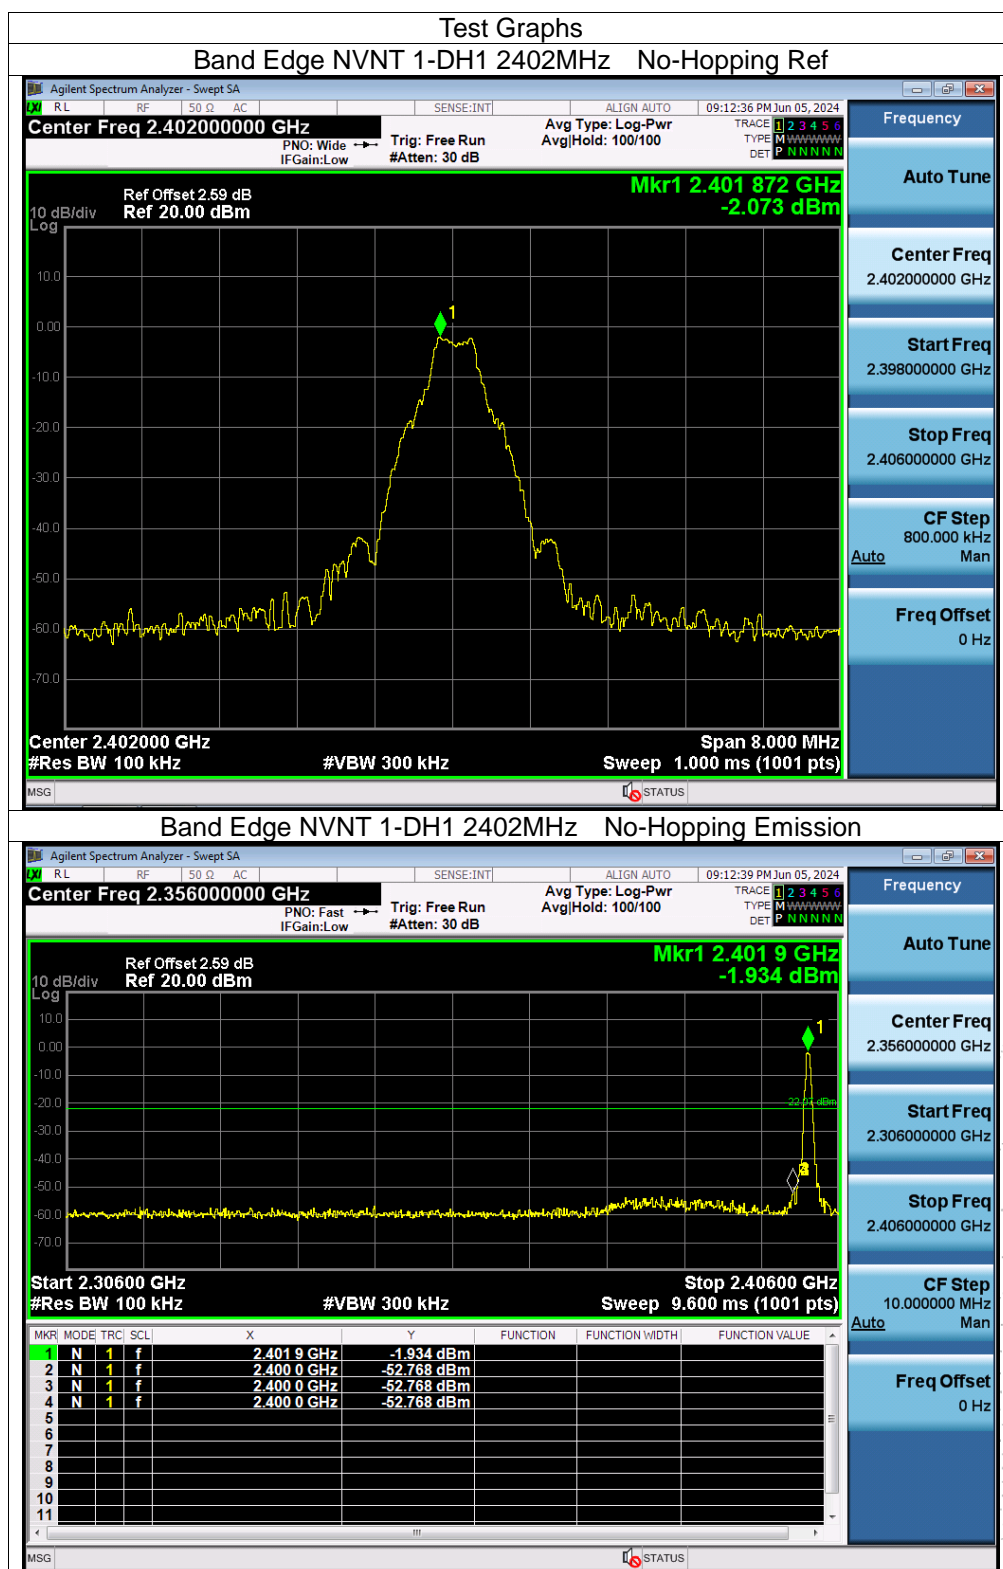 Test Graphs
Band Edge NVNT 1-DH1 2402MHz No-Hopping Ref
Agilent Spectrum Analyzer - Swept SA
LXI RL RF 50 Ω AC SENSE:INT ALIGN AUTO 09:12:36 PM Jun 05, 2024
Center Freq 2.402000000 GHz
PNO: Wide
IFGain:Low
Trig: Free Run
#Atten: 30 dB
Avg Type: Log-Pwr
Avg|Hold: 100/100
TRACE 1 2 3 4 5 6
TYPE M WWWWW
DET P N N N N N
Ref Offset 2.59 dB
Ref 20.00 dBm
10 dB/div
Log
Mkr1 2.401 872 GHz
-2.073 dBm
10.0
0.00
-10.0
-20.0
-30.0
-40.0
-50.0
-60.0
-70.0
1
Center 2.402000 GHz
Span 8.000 MHz
#Res BW 100 kHz
#VBW 300 kHz
Sweep 1.000 ms (1001 pts)
MSG
STATUS
Frequency
Auto Tune
Center Freq
2.402000000 GHz
Start Freq
2.398000000 GHz
Stop Freq
2.406000000 GHz
CF Step
800.000 kHz
Auto Man
Freq Offset
0 Hz
Band Edge NVNT 1-DH1 2402MHz No-Hopping Emission
Agilent Spectrum Analyzer - Swept SA
LXI RL RF 50 Ω AC SENSE:INT ALIGN AUTO 09:12:39 PM Jun 05, 2024
Center Freq 2.356000000 GHz
PNO: Fast
IFGain:Low
Trig: Free Run
#Atten: 30 dB
Avg Type: Log-Pwr
Avg|Hold: 100/100
TRACE 1 2 3 4 5 6
TYPE M WWWWW
DET P N N N N N
Ref Offset 2.59 dB
Ref 20.00 dBm
10 dB/div
Log
Mkr1 2.401 9 GHz
-1.934 dBm
10.0
0.00
-10.0
-20.0
-30.0
-40.0
-50.0
-60.0
-70.0
1
Start 2.30600 GHz
Stop 2.40600 GHz
#Res BW 100 kHz
#VBW 300 kHz
Sweep 9.600 ms (1001 pts)
MKR MODE TRC SCL X Y FUNCTION FUNCTION WIDTH FUNCTION VALUE
1 N 1 f 2.401 9 GHz -1.934 dBm
2 N 1 f 2.400 0 GHz -52.768 dBm
3 N 1 f 2.400 0 GHz -52.768 dBm
4 N 1 f 2.400 0 GHz -52.768 dBm
5
6
7
8
9
10
11
MSG
STATUS
Frequency
Auto Tune
Center Freq
2.356000000 GHz
Start Freq
2.306000000 GHz
Stop Freq
2.406000000 GHz
CF Step
10.000000 MHz
Auto Man
Freq Offset
0 Hz